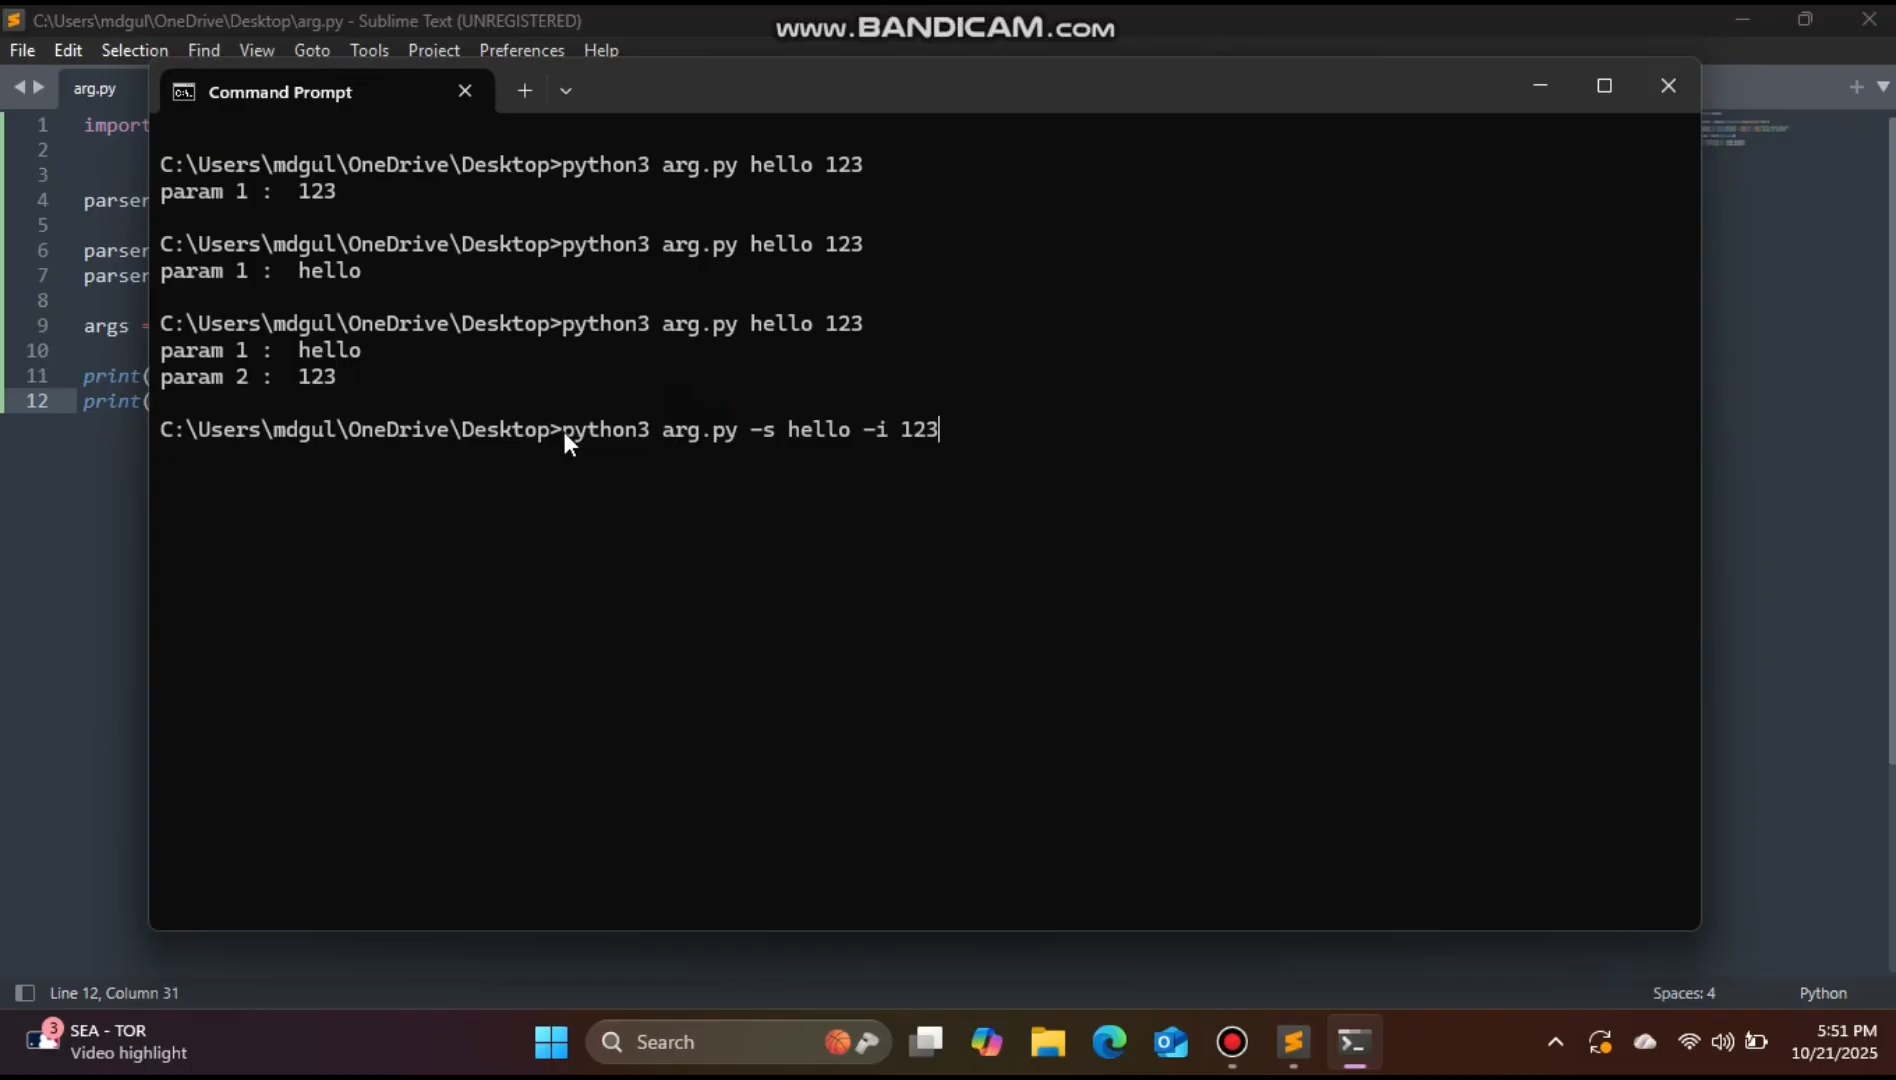 C:\Users\mdgul\OneDrive\Desktop\arg.py - Sublime Text (UNREGISTERED)
www.BANDICAM.com
File Edit Selection Find View Goto Tools Project Preferences Help
arg.py
Command Prompt
1 import
2
3
4 parser
5
6 parser
7 parser
8
9 args =
10
11 print(
12 print(
C:\Users\mdgul\OneDrive\Desktop>python3 arg.py hello 123
param 1 :  123
C:\Users\mdgul\OneDrive\Desktop>python3 arg.py hello 123
param 1 :  hello
C:\Users\mdgul\OneDrive\Desktop>python3 arg.py hello 123
param 1 :  hello
param 2 :  123
C:\Users\mdgul\OneDrive\Desktop>python3 arg.py -s hello -i 123
Line 12, Column 31
Spaces: 4
Python
3
SEA - TOR
Video highlight
Search
5:51 PM
10/21/2025